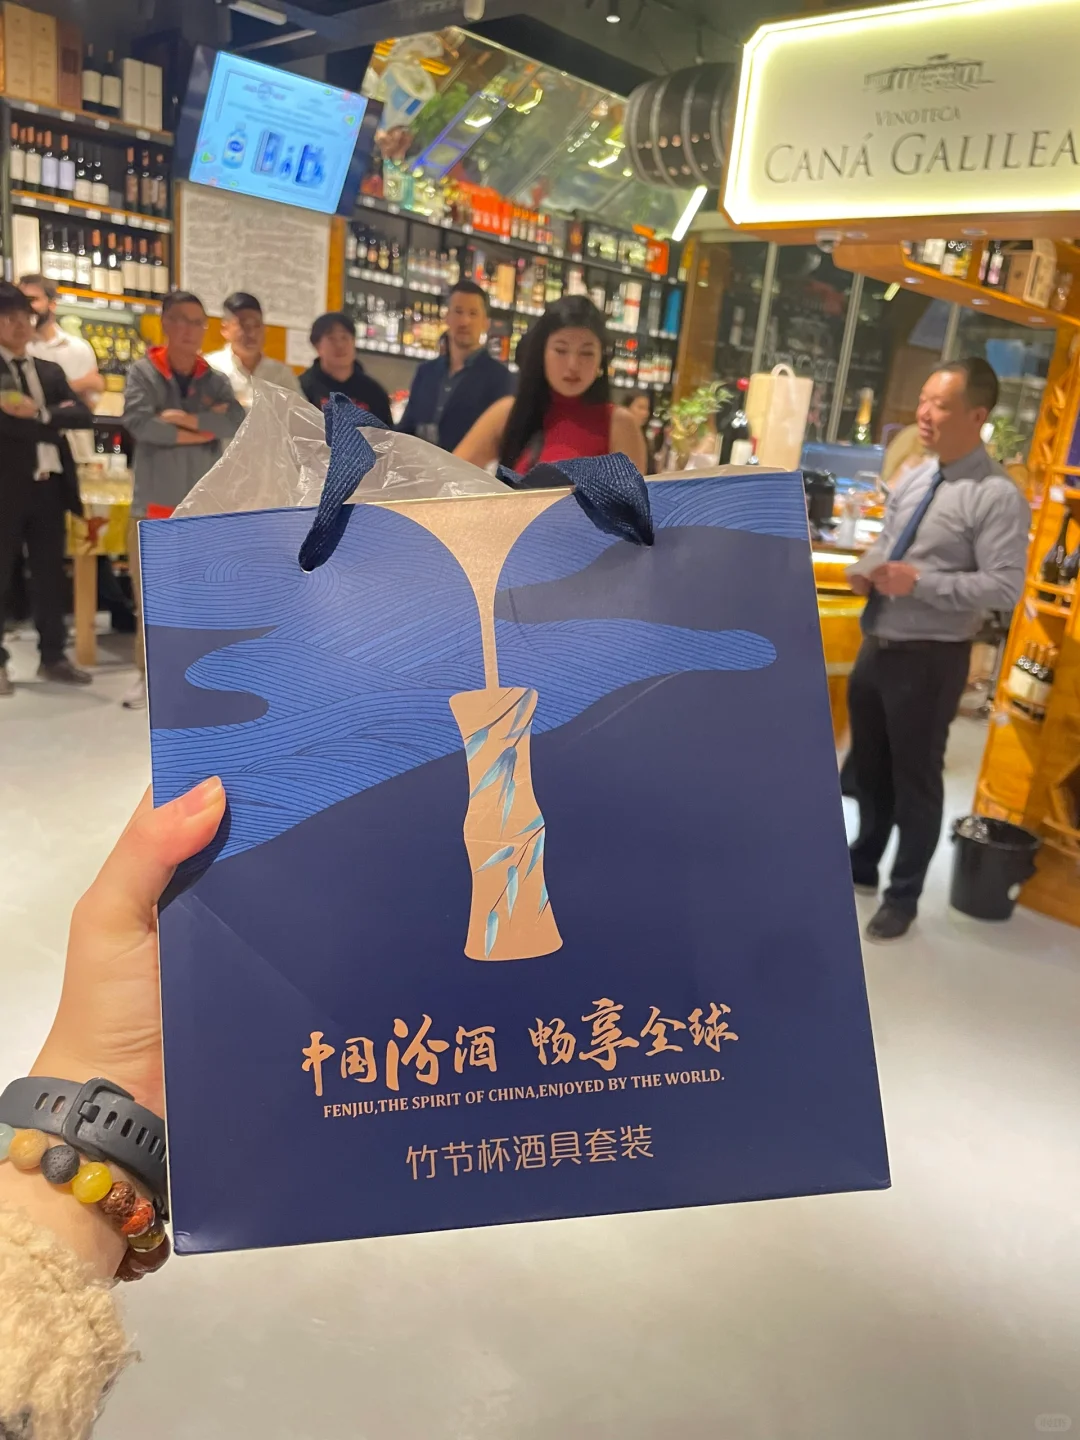 VINOTECA
CANÁ GALILEA
中国汾酒 畅享全球
FENJIU,THE SPIRIT OF CHINA,ENJOYED BY THE WORLD.
竹节杯酒具套装